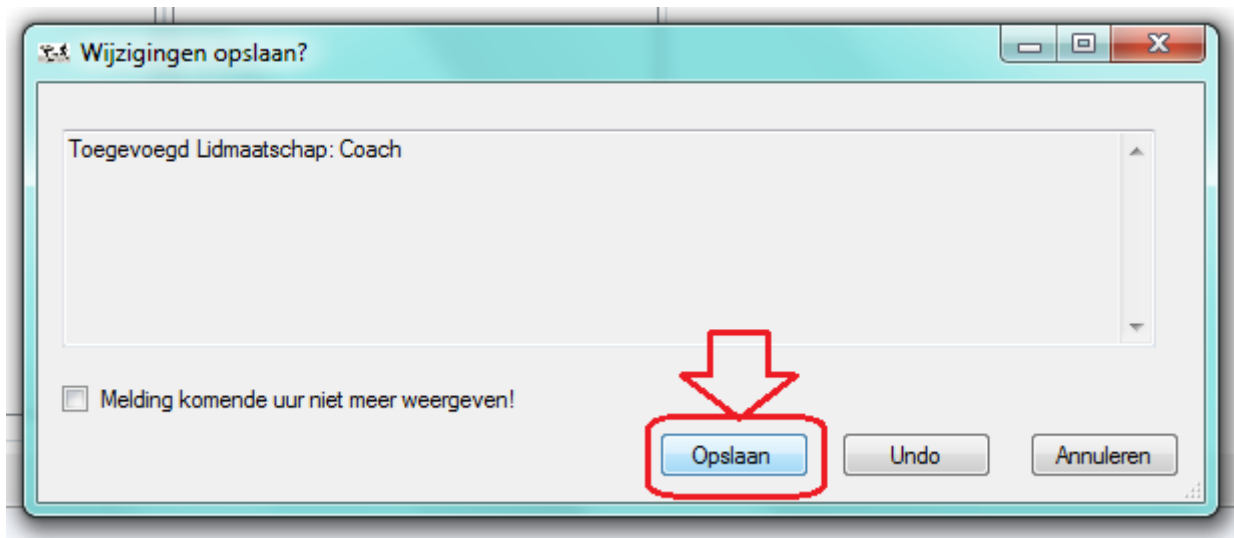 Wijzigingen opslaan?
Toegevoegd Lidmaatschap: Coach
Melding komende uur niet meer weergeven!
Opslaan Undo Annuleren